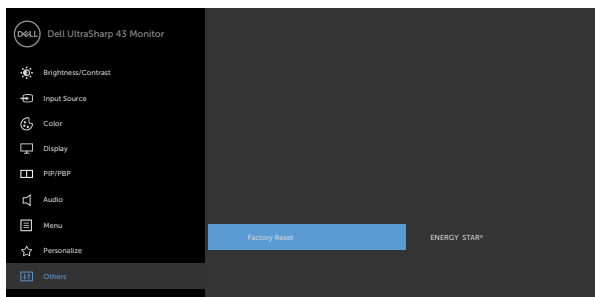 DELL
Dell UltraSharp 43 Monitor
Brightness/Contrast
Input Source
Color
Display
PIP/PBP
Audio
Menu
Personalize
Others
Factory Reset
ENERGY STAR®